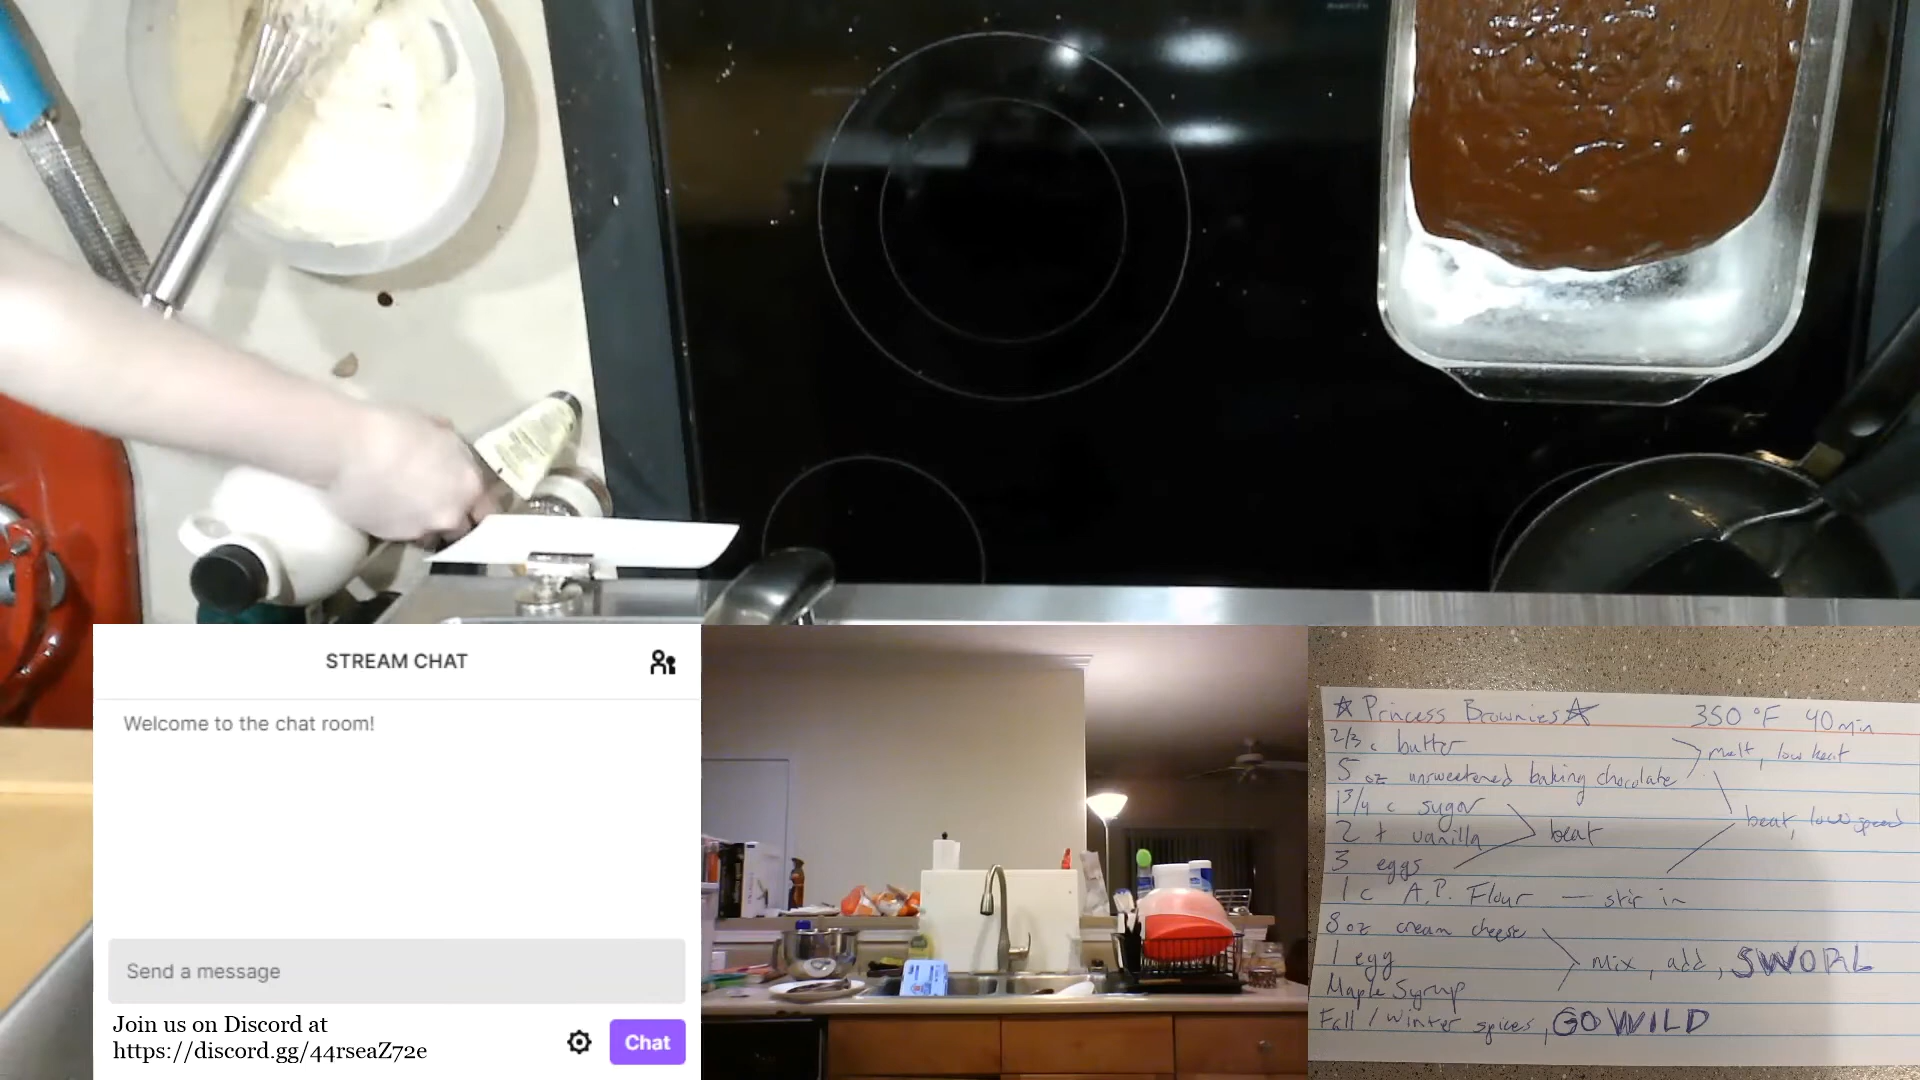 STREAM CHAT
Welcome to the chat room!
Send a message
Join us on Discord at
https://discord.gg/44rseaZ72e
Chat
☆ Princess Brownies ☆ 350 °F 40 min
2/3 c butter
melt, low heat
5 oz unsweetened baking chocolate
1 3/4 c sugar
beat, low speed
2 t vanilla
beat
3 eggs
1 c A.P. Flour — stir in
8 oz cream cheese
1 egg
mix, add, SWORL
Maple Syrup
Fall / winter spices, GO WILD